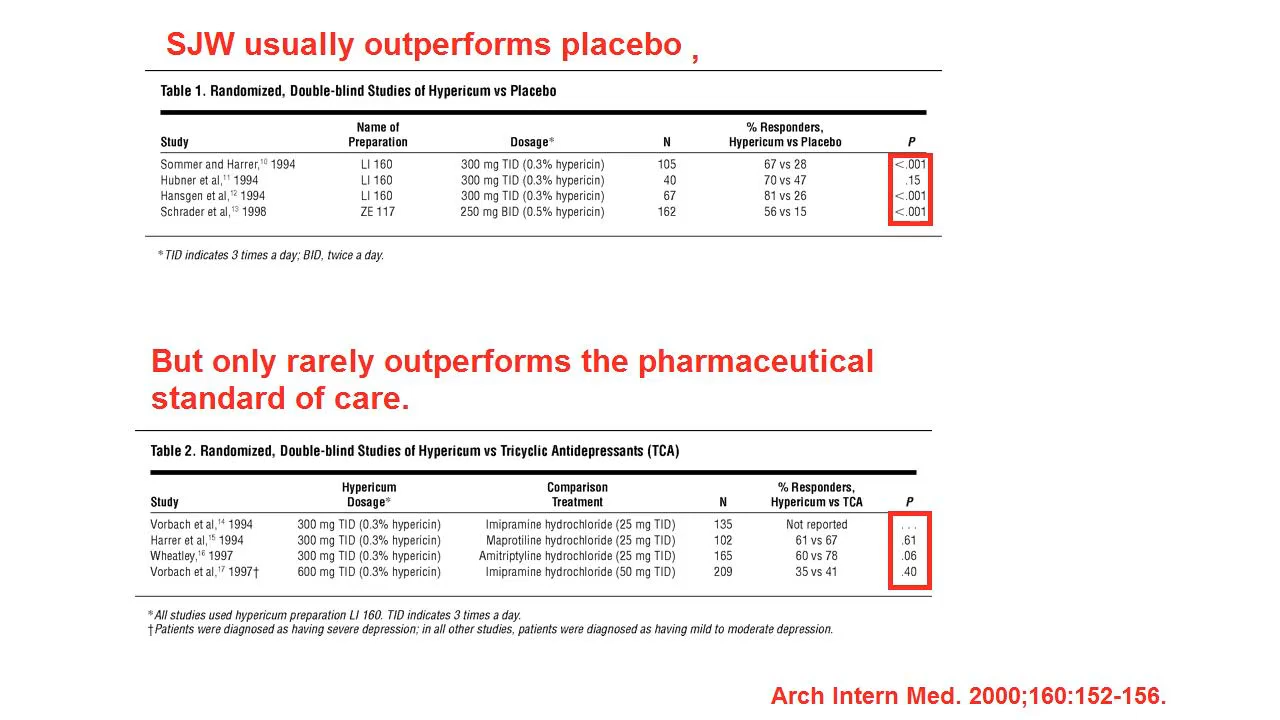 SJW usually outperforms placebo ,
Table 1. Randomized, Double-blind Studies of Hypericum vs Placebo
Study Name of Preparation Dosage* N % Responders, Hypericum vs Placebo P
Sommer and Harrer,10 1994 LI 160 300 mg TID (0.3% hypericin) 105 67 vs 28 <.001
Hubner et al,11 1994 LI 160 300 mg TID (0.3% hypericin) 40 70 vs 47 .15
Hansgen et al,12 1994 LI 160 300 mg TID (0.3% hypericin) 67 81 vs 26 <.001
Schrader et al,13 1998 ZE 117 250 mg BID (0.5% hypericin) 162 56 vs 15 <.001
*TID indicates 3 times a day; BID, twice a day.
But only rarely outperforms the pharmaceutical
standard of care.
Table 2. Randomized, Double-blind Studies of Hypericum vs Tricyclic Antidepressants (TCA)
Study Hypericum Dosage* Comparison Treatment N % Responders, Hypericum vs TCA P
Vorbach et al,14 1994 300 mg TID (0.3% hypericin) Imipramine hydrochloride (25 mg TID) 135 Not reported . . .
Harrer et al,15 1994 300 mg TID (0.3% hypericin) Maprotiline hydrochloride (25 mg TID) 102 61 vs 67 .61
Wheatley,16 1997 300 mg TID (0.3% hypericin) Amitriptyline hydrochloride (25 mg TID) 165 60 vs 78 .06
Vorbach et al,17 1997† 600 mg TID (0.3% hypericin) Imipramine hydrochloride (50 mg TID) 209 35 vs 41 .40
*All studies used hypericum preparation LI 160. TID indicates 3 times a day.
†Patients were diagnosed as having severe depression; in all other studies, patients were diagnosed as having mild to moderate depression.
Arch Intern Med. 2000;160:152-156.